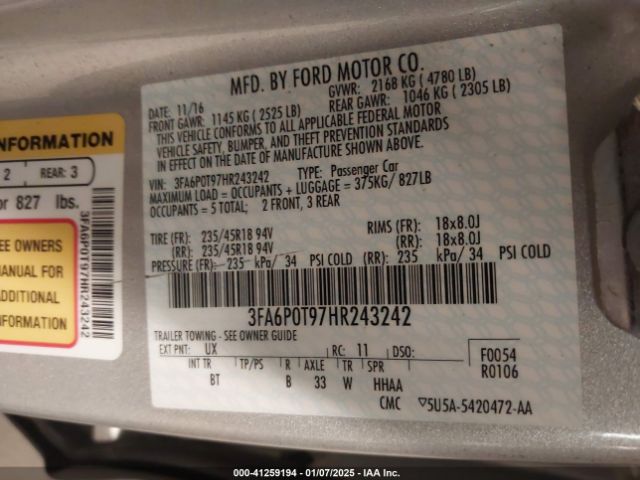 MFD. BY FORD MOTOR CO.
DATE: 11/16 GVWR: 2168 KG ( 4780 LB)
FRONT GAWR: 1145 KG ( 2525 LB) REAR GAWR: 1046 KG ( 2305 LB)
THIS VEHICLE CONFORMS TO ALL APPLICABLE FEDERAL MOTOR
VEHICLE SAFETY, BUMPER, AND THEFT PREVENTION STANDARDS
IN EFFECT ON THE DATE OF MANUFACTURE SHOWN ABOVE.
VIN: 3FA6P0T97HR243242 TYPE: Passenger Car
MAXIMUM LOAD = OCCUPANTS + LUGGAGE = 375KG/ 827LB
OCCUPANTS = 5 TOTAL; 2 FRONT, 3 REAR
TIRE (FR): 235/45R18 94V RIMS (FR): 18x8.0J
(RR): 235/45R18 94V (RR): 18x8.0J
PRESSURE (FR): 235 kPa/ 34 PSI COLD (RR): 235 kPa/ 34 PSI COLD
3FA6P0T97HR243242
TRAILER TOWING - SEE OWNER GUIDE
EXT PNT: UX RC: 11 DSO: F0054
INT TR TP/PS R AXLE TR SPR R0106
BT B 33 W HHAA
CMC 5U5A-5420472-AA
INFORMATION
2 REAR: 3
or 827 lbs.
EE OWNERS
MANUAL FOR
ADDITIONAL
INFORMATION
3FA6P0T97HR243242
000-41259194 - 01/07/2025 - IAA Inc.